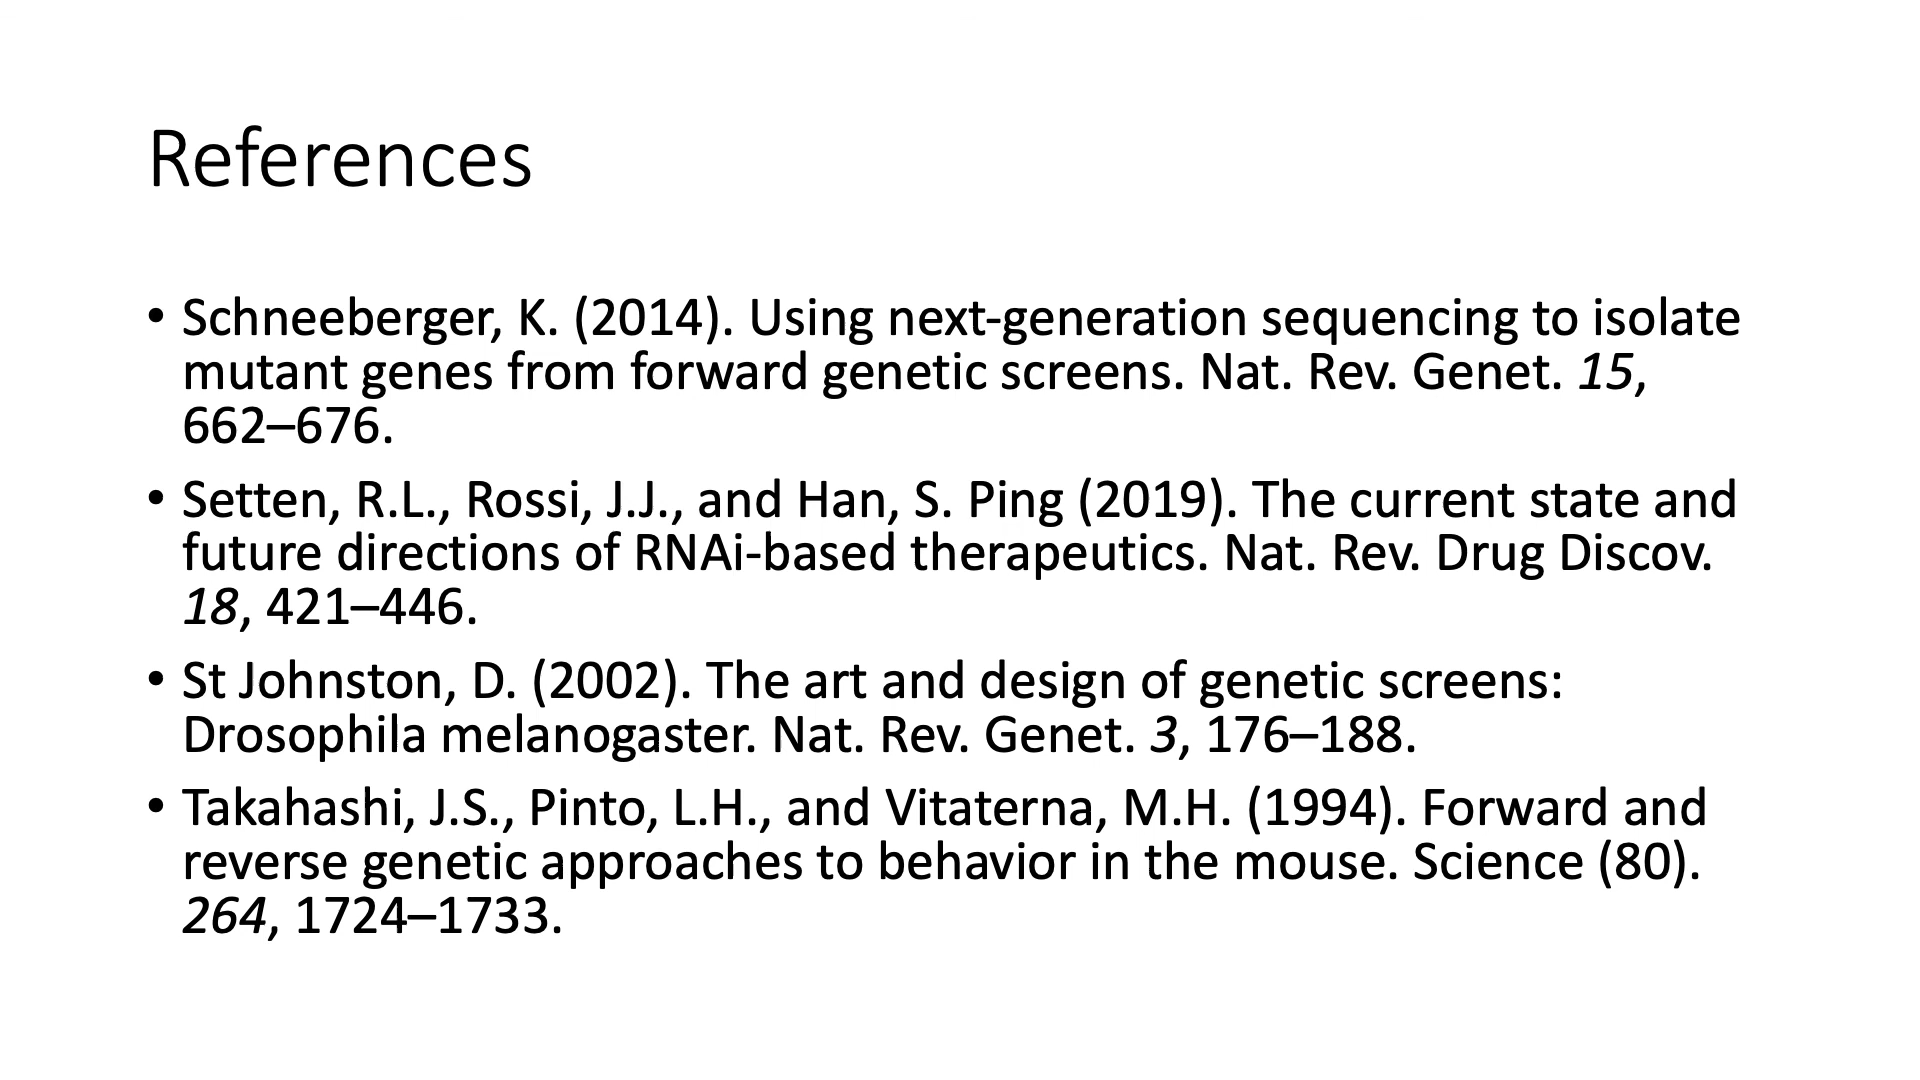 References
• Schneeberger, K. (2014). Using next-generation sequencing to isolate
mutant genes from forward genetic screens. Nat. Rev. Genet. 15,
662–676.
• Setten, R.L., Rossi, J.J., and Han, S. Ping (2019). The current state and
future directions of RNAi-based therapeutics. Nat. Rev. Drug Discov.
18, 421–446.
• St Johnston, D. (2002). The art and design of genetic screens:
Drosophila melanogaster. Nat. Rev. Genet. 3, 176–188.
• Takahashi, J.S., Pinto, L.H., and Vitaterna, M.H. (1994). Forward and
reverse genetic approaches to behavior in the mouse. Science (80).
264, 1724–1733.